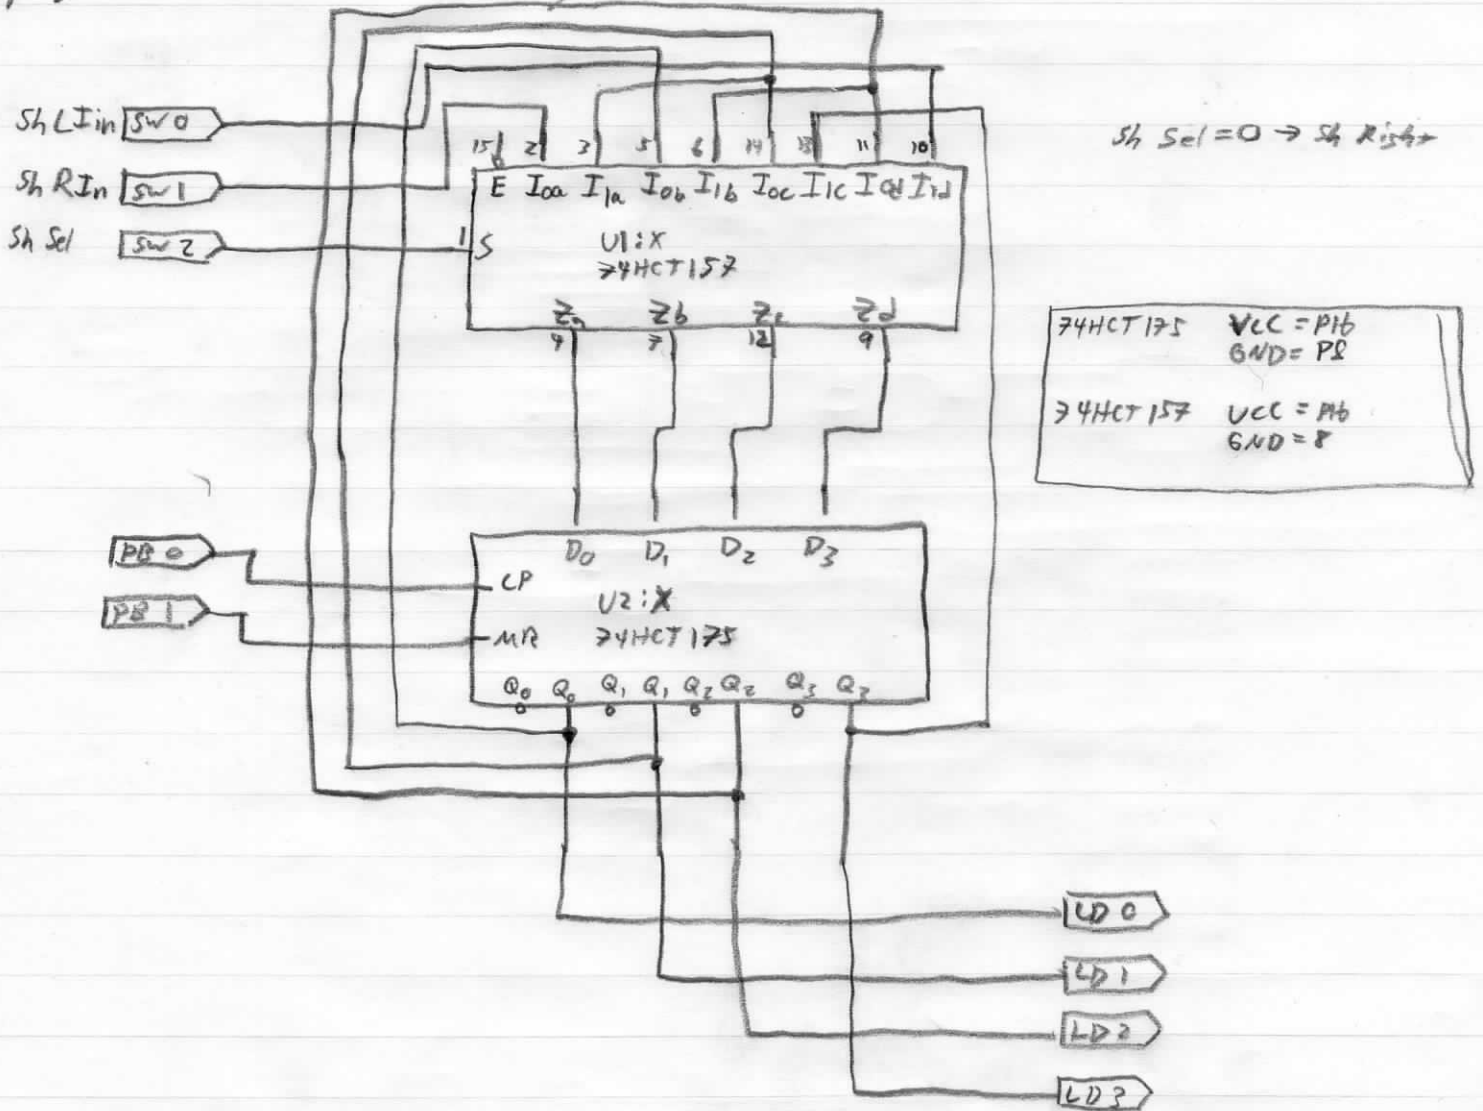 Sh LIin SW 0
Sh RIn SW 1
Sh Sel SW 2
Sh Sel = 0 → Sh Right
15 2 3 5 6 14 13 11 10
E I0a I1a I0b I1b I0c I1c I0d I1d
1 S
U1:X
74HCT157
Za Zb Zc Zd
4 7 12 9
74HCT175 VCC = P16
GND = P8
74HCT157 VCC = P16
GND = 8
PB 0
PB 1
D0 D1 D2 D3
CP
U2:X
MR 74HCT175
Q0 Q0 Q1 Q1 Q2 Q2 Q3 Q3
LD 0
LD 1
LD 2
LD 3